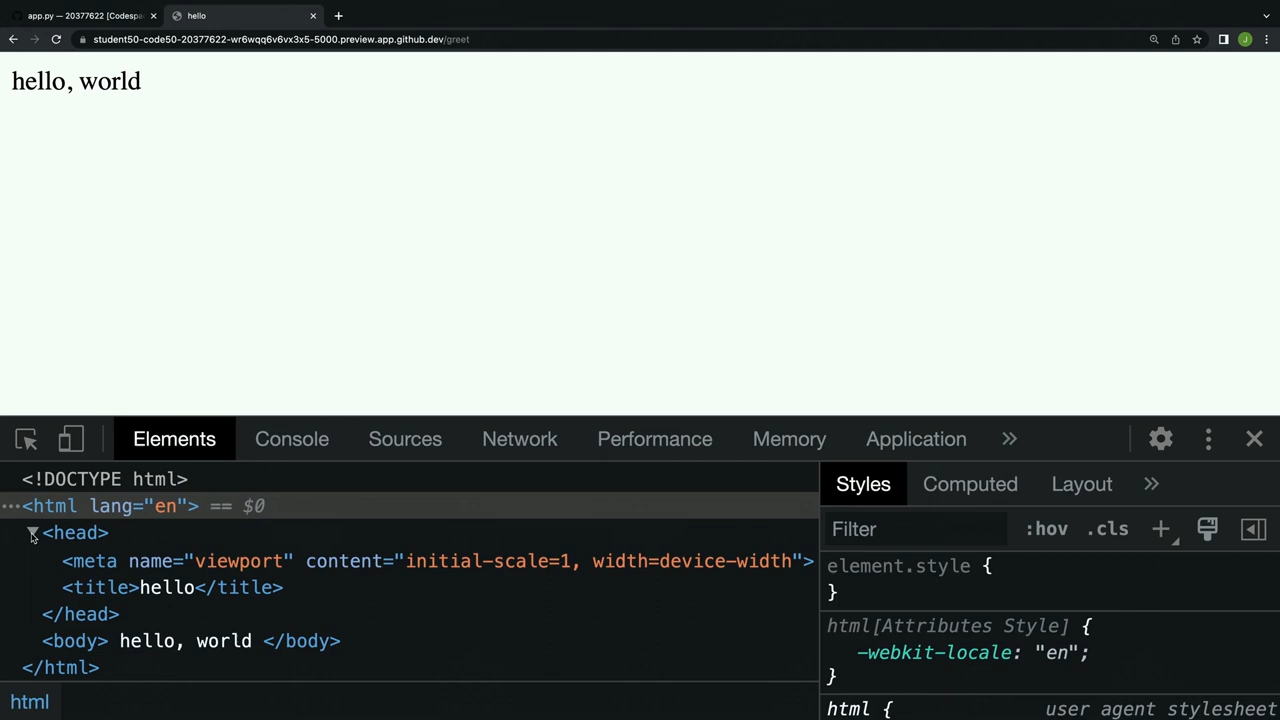 app.py — 20377622 [Codespa
hello
student50-code50-20377622-wr6wqq6v6vx3x5-5000.preview.app.github.dev/greet
J
hello, world
Elements Console Sources Network Performance Memory Application
<!DOCTYPE html>
<html lang="en"> == $0
<head>
<meta name="viewport" content="initial-scale=1, width=device-width">
<title>hello</title>
</head>
<body> hello, world </body>
</html>
html
Styles Computed Layout
Filter :hov .cls
element.style {
}
html[Attributes Style] {
-webkit-locale: "en";
}
html { user agent stylesheet